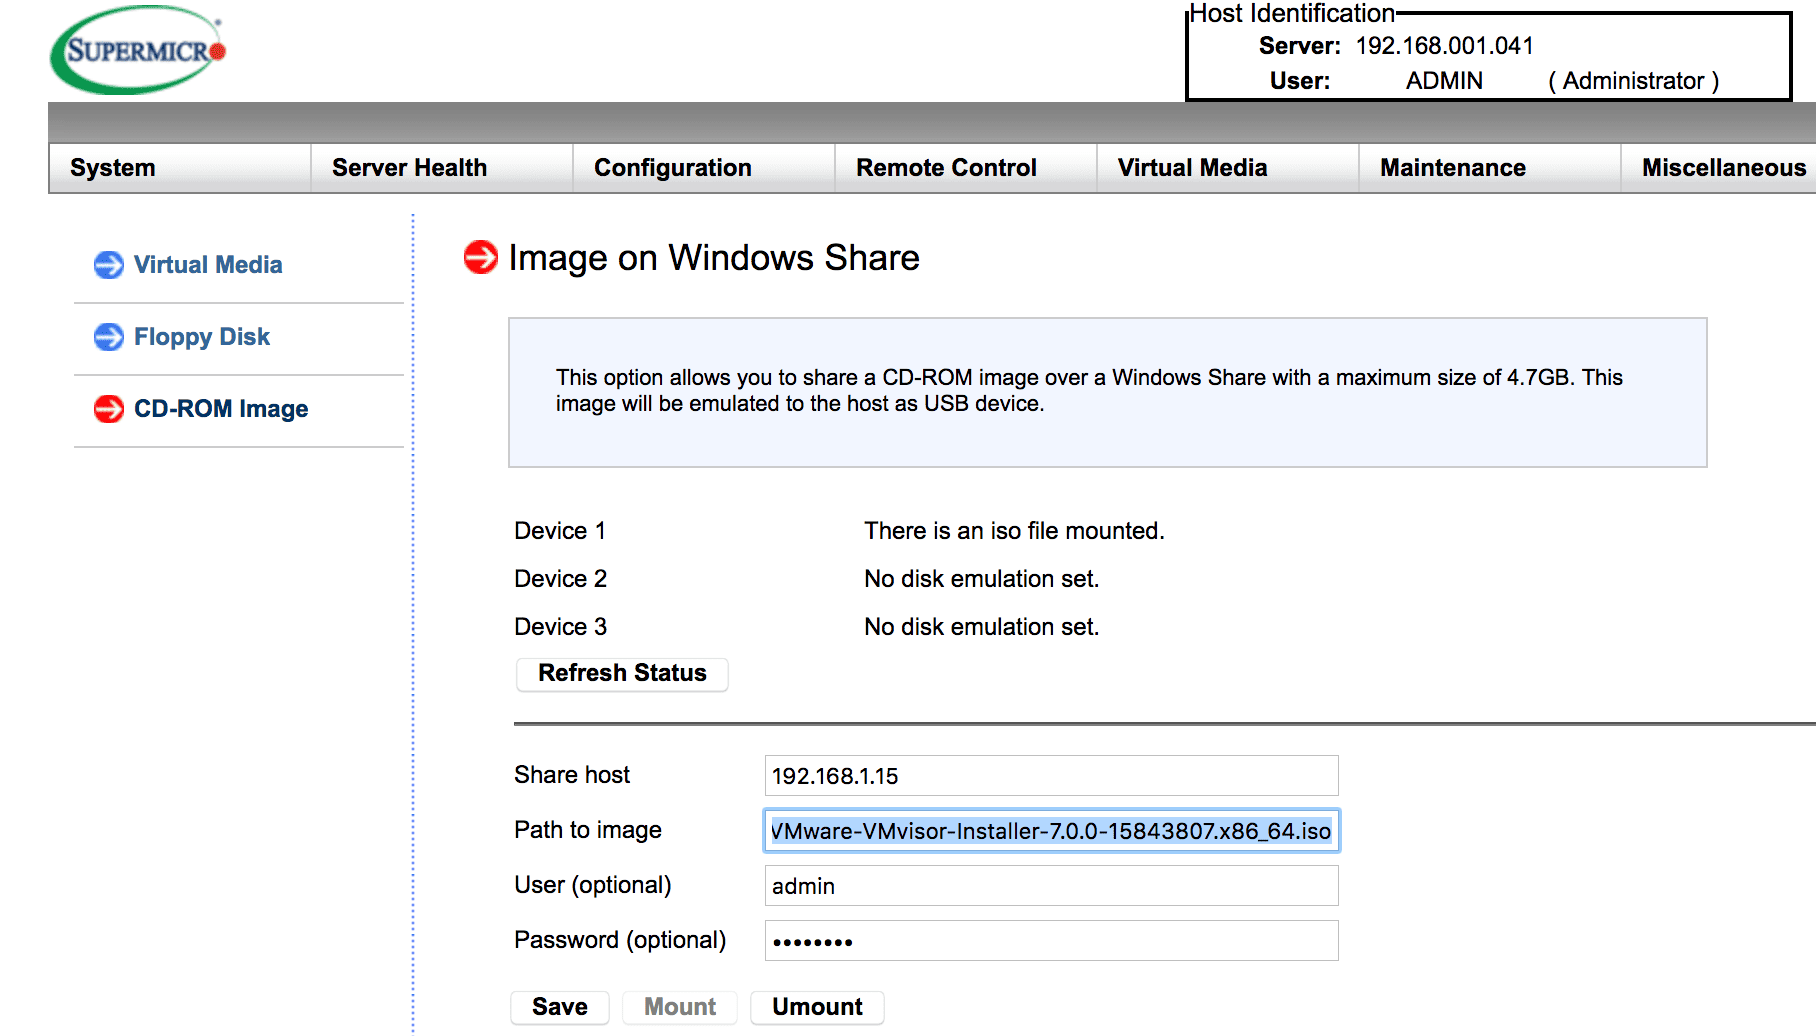 SUPERMICRO
Host Identification
Server: 192.168.001.041
User: ADMIN ( Administrator )
System Server Health Configuration Remote Control Virtual Media Maintenance Miscellaneous
Virtual Media
Floppy Disk
CD-ROM Image
Image on Windows Share
This option allows you to share a CD-ROM image over a Windows Share with a maximum size of 4.7GB. This
image will be emulated to the host as USB device.
Device 1 There is an iso file mounted.
Device 2 No disk emulation set.
Device 3 No disk emulation set.
Refresh Status
Share host 192.168.1.15
Path to image VMware-VMvisor-Installer-7.0.0-15843807.x86_64.iso
User (optional) admin
Password (optional) ••••••••
Save Mount Umount